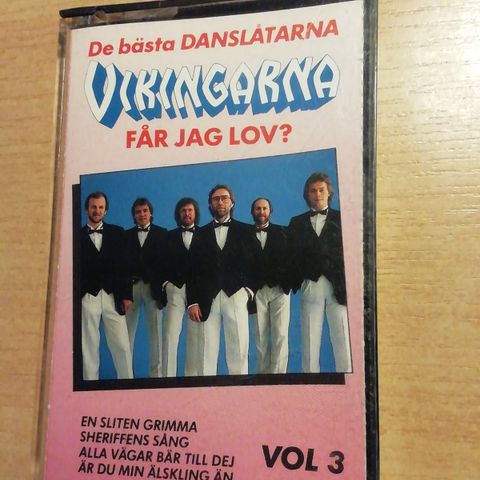 De bästa DANSLÅTARNA
VIKINGARNA
FÅR JAG LOV?
EN SLITEN GRIMMA
SHERIFFENS SÅNG
ALLA VÄGAR BÄR TILL DEJ
ÄR DU MIN ÄLSKLING ÄN
VOL 3